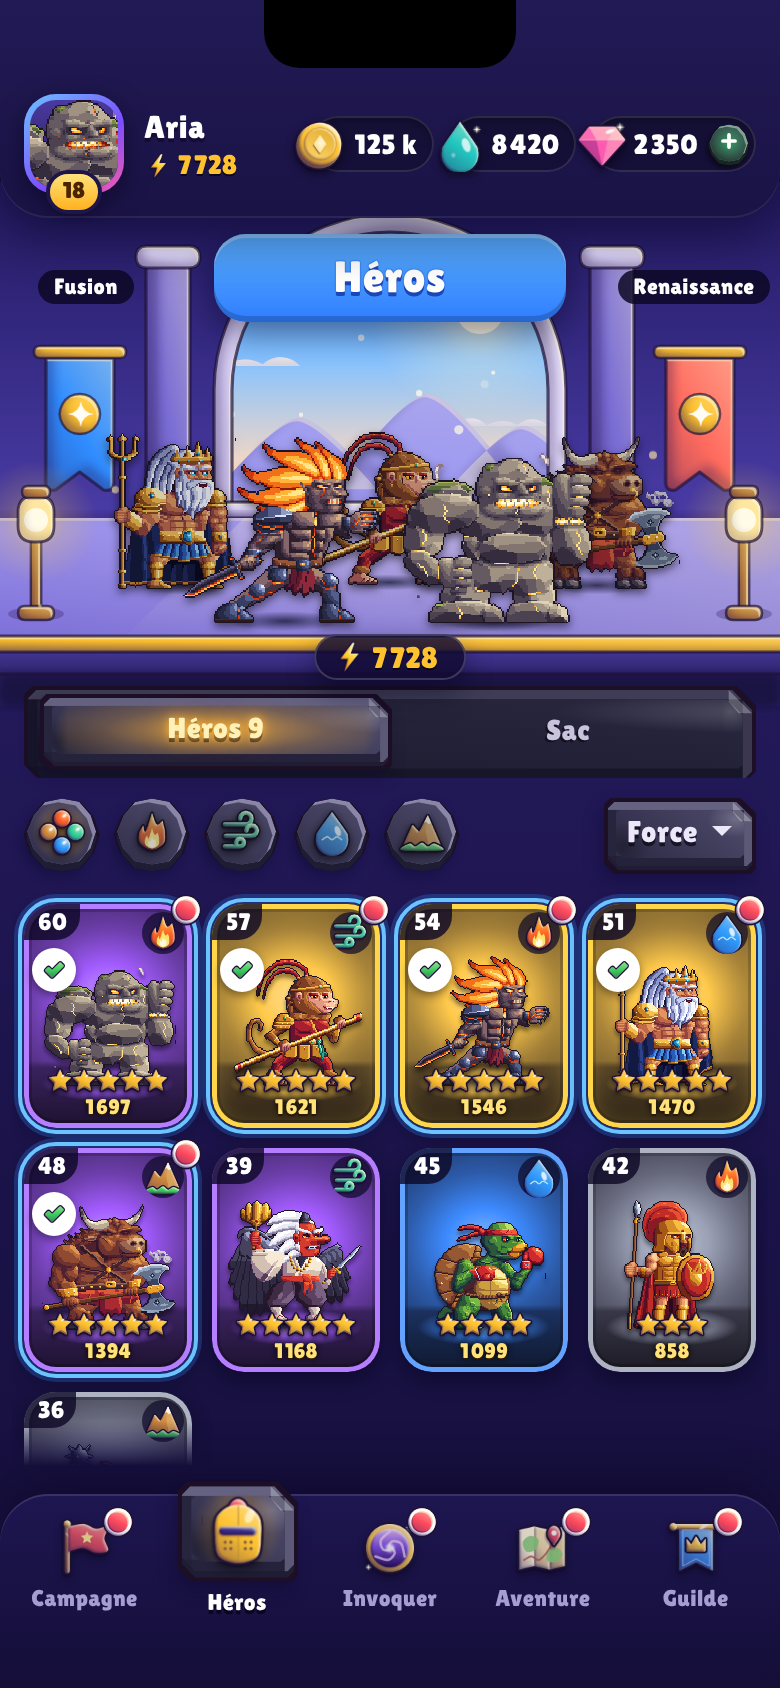 Aria
7728
18
125 k
8420
2350
Héros
Fusion
Renaissance
7728
Héros 9
Sac
Force
60
57
54
51
1697
1621
1546
1470
48
39
45
42
1394
1168
1099
858
36
Campagne
Héros
Invoquer
Aventure
Guilde